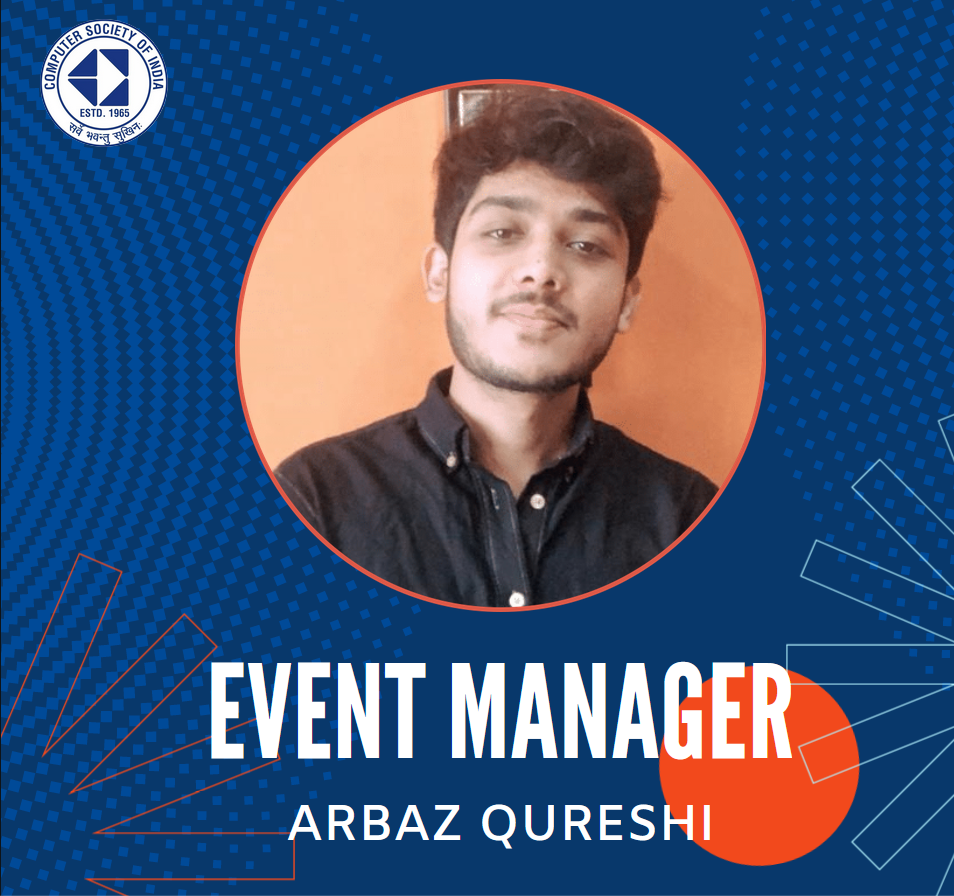 COMPUTER SOCIETY OF INDIA
ESTD. 1965
सर्वे भवन्तु सुखिनः
EVENT MANAGER
ARBAZ QURESHI